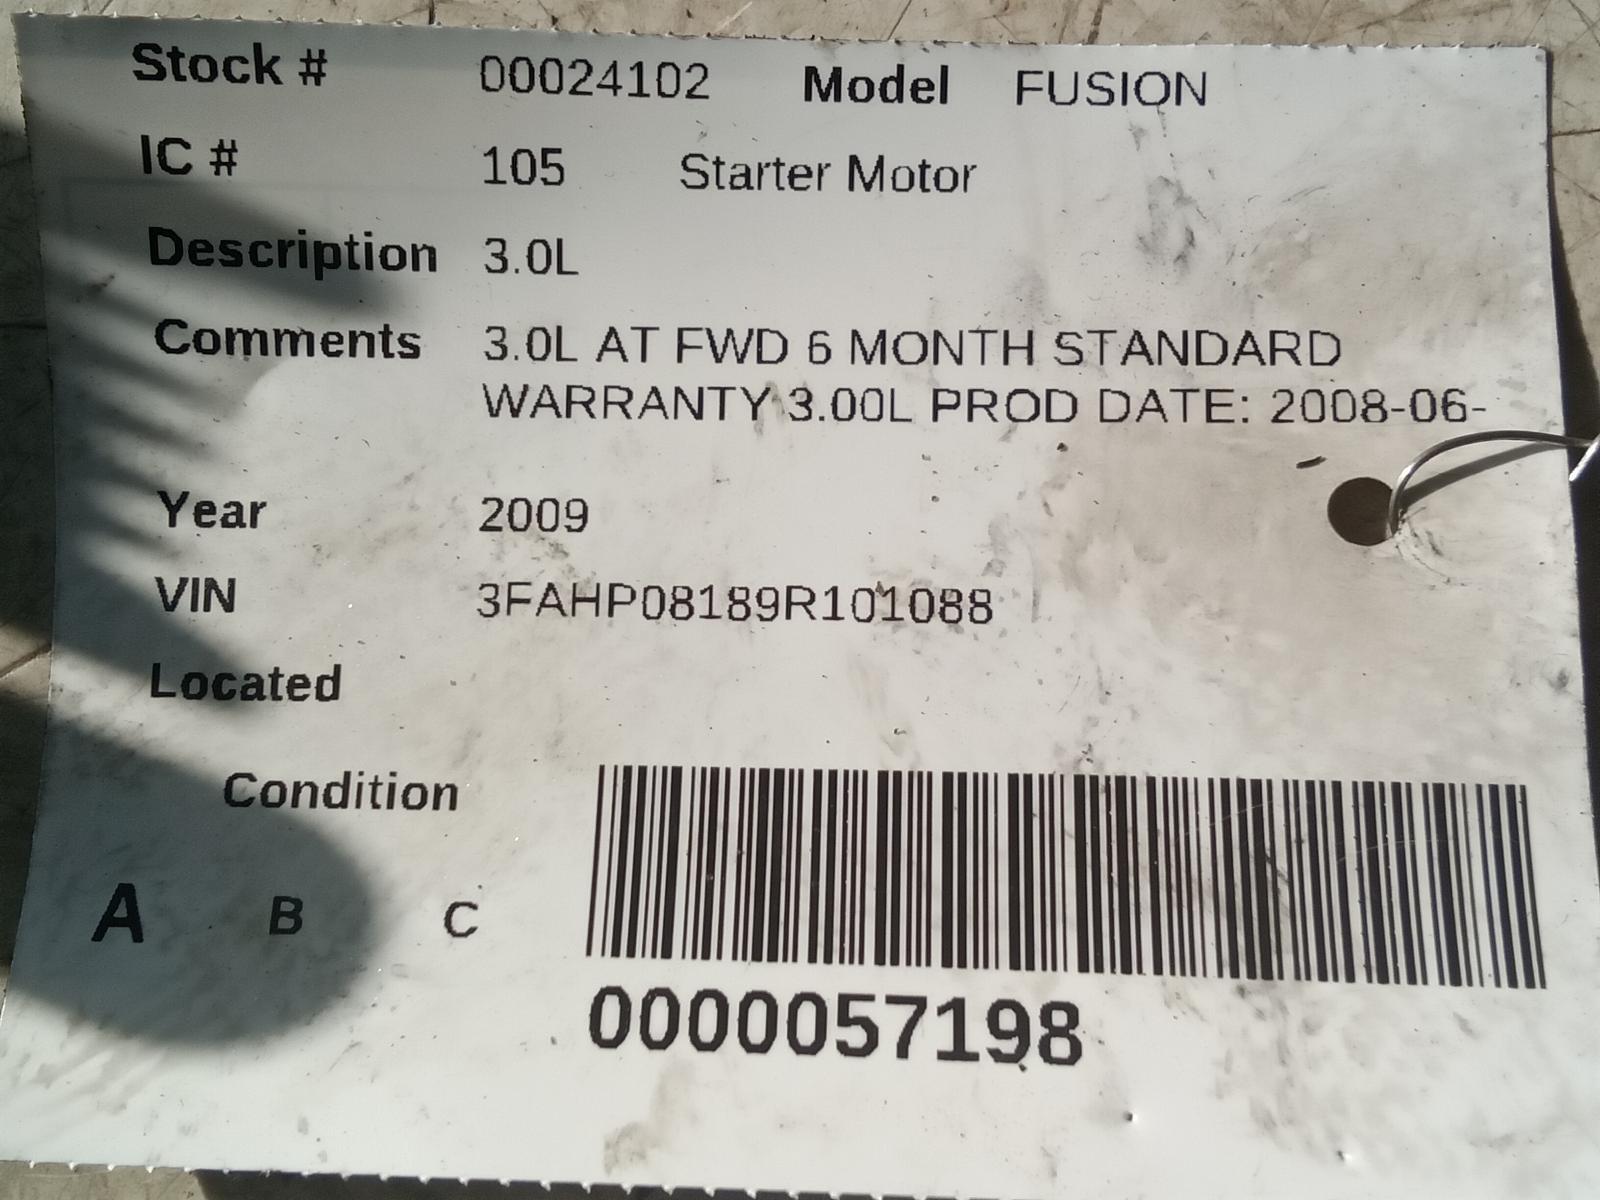 Stock # 00024102 Model FUSION
IC # 105 Starter Motor
Description 3.0L
Comments 3.0L AT FWD 6 MONTH STANDARD
WARRANTY 3.00L PROD DATE: 2008-06-
Year 2009
VIN 3FAHP08189R101088
Located
Condition
A B C
0000057198